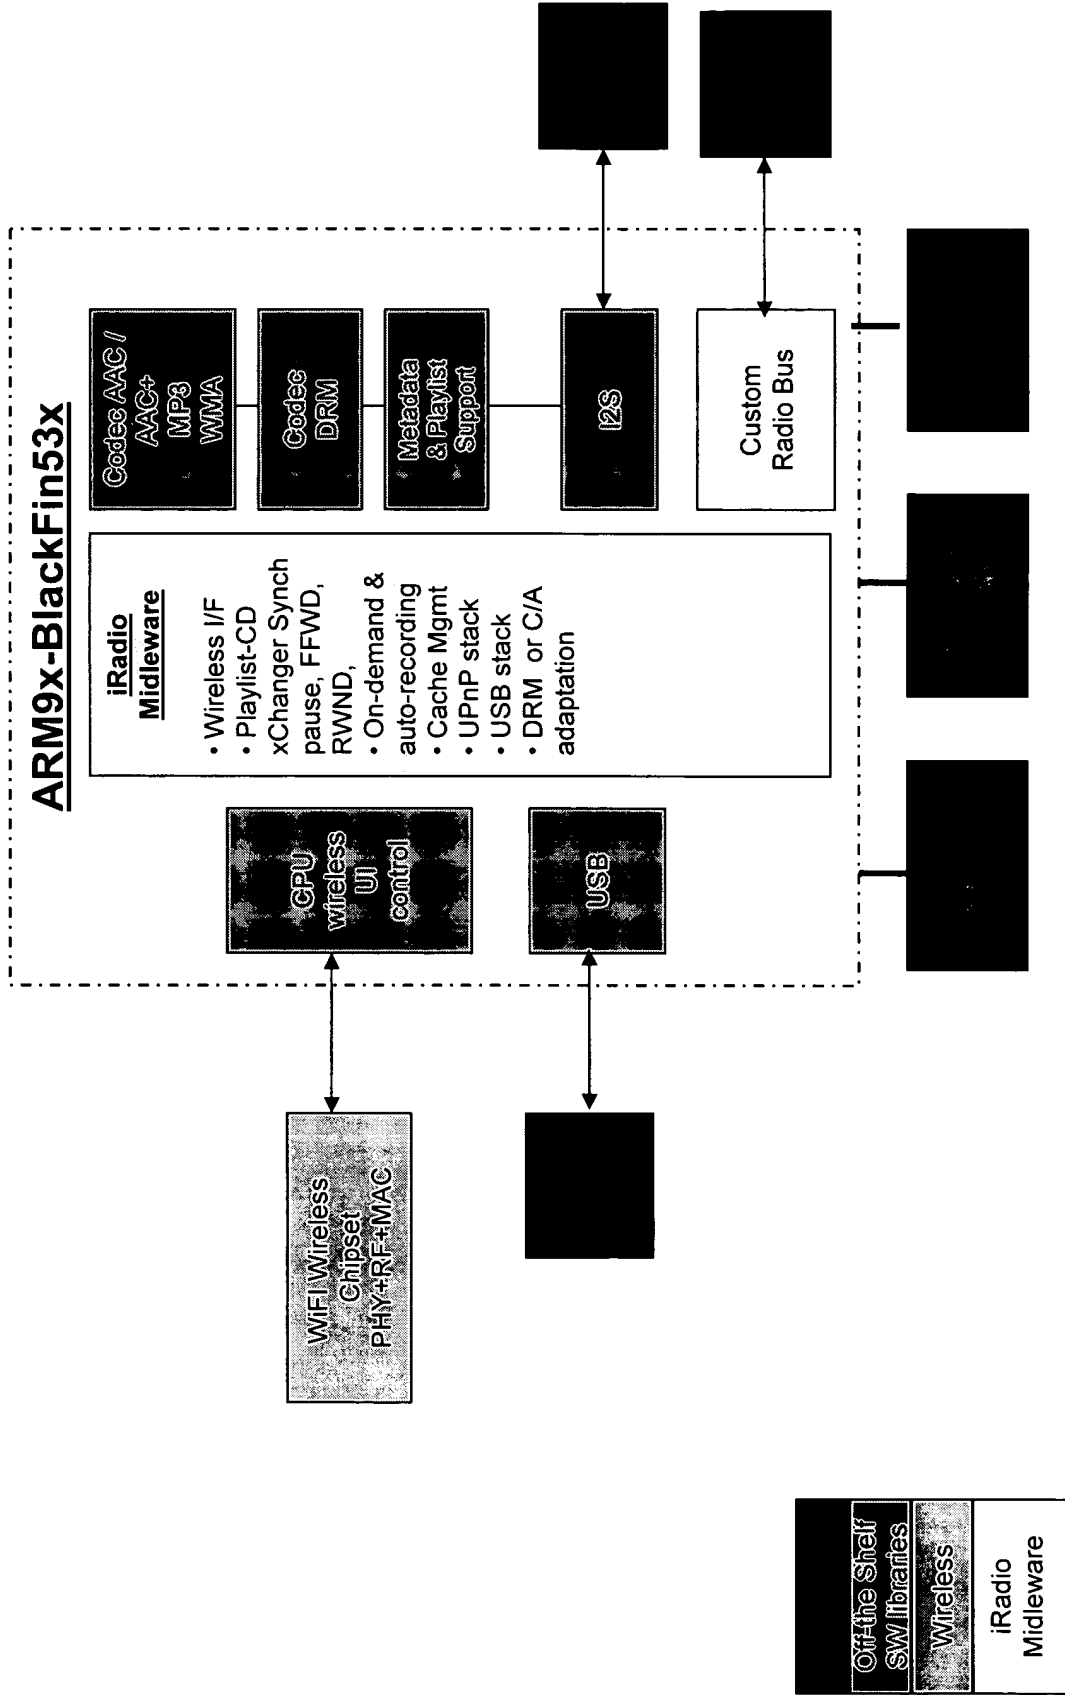 ARM9x-BlackFin53x
WiFI Wireless
Chipset
PHY+RF+MAC
CPU
wireless
UI
control
USB
iRadio
Midleware
• Wireless I/F
• Playlist-CD
xChanger Synch
pause, FFWD,
RWND,
• On-demand &
auto-recording
• Cache Mgmt
• UPnP stack
• USB stack
• DRM or C/A
adaptation
Codec AAC /
AAC+
MP3
WMA
Codec
DRM
Metadata
& Playlist
Support
I2S
Custom
Radio Bus
Off-the Shelf
SW libraries
Wireless
iRadio
Midleware